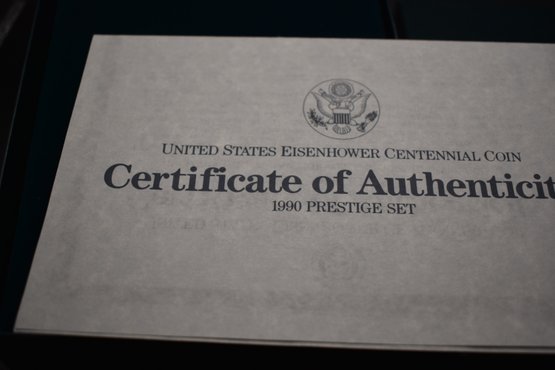 UNITED STATES EISENHOWER CENTENNIAL COIN
Certificate of Authenticit
1990 PRESTIGE SET